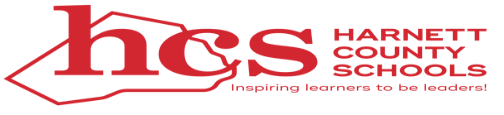 hcs
HARNETT
COUNTY
SCHOOLS
Inspiring learners to be leaders!